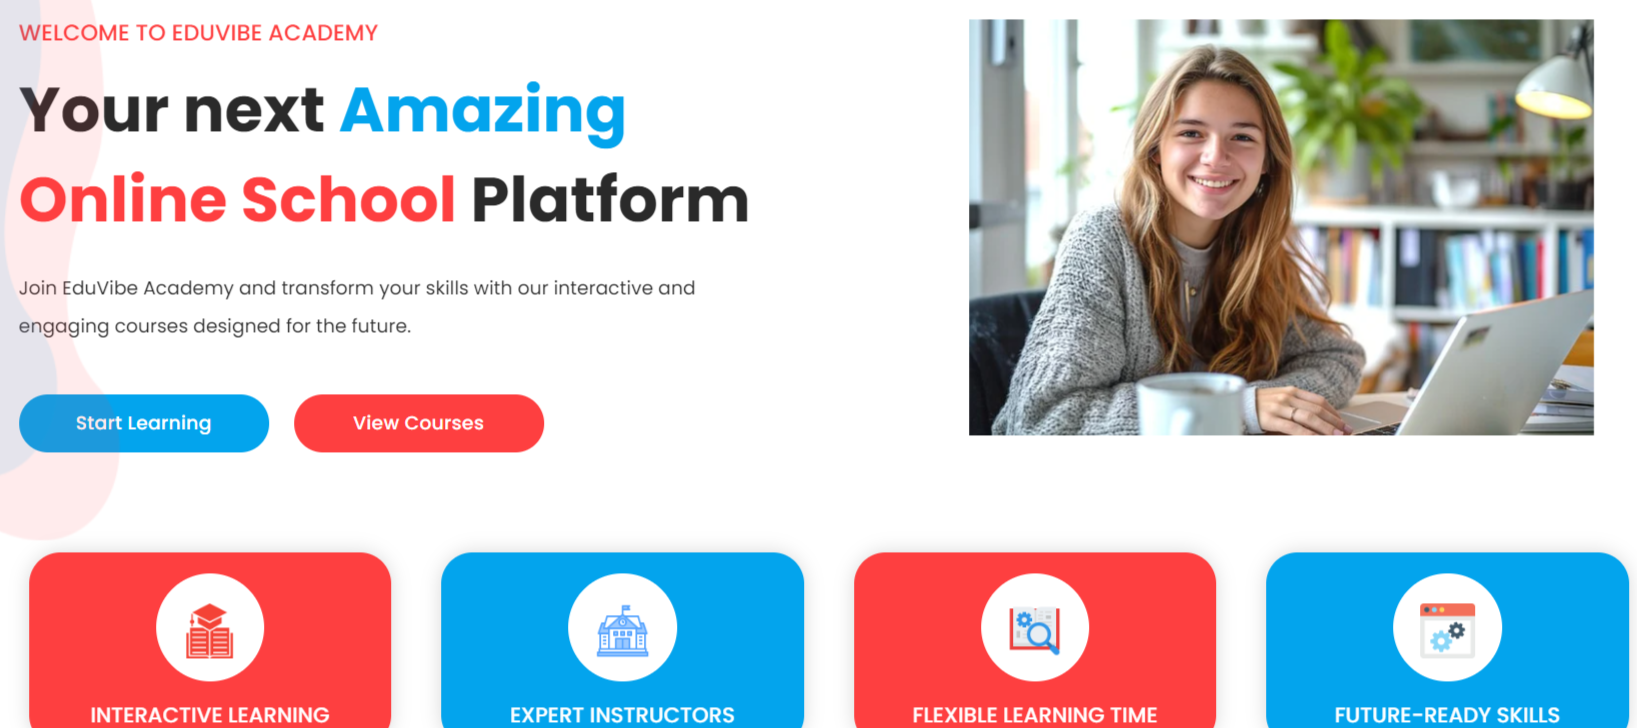 WELCOME TO EDUVIBE ACADEMY
Your next Amazing
Online School Platform
Join EduVibe Academy and transform your skills with our interactive and
engaging courses designed for the future.
Start Learning
View Courses
INTERACTIVE LEARNING
EXPERT INSTRUCTORS
FLEXIBLE LEARNING TIME
FUTURE-READY SKILLS